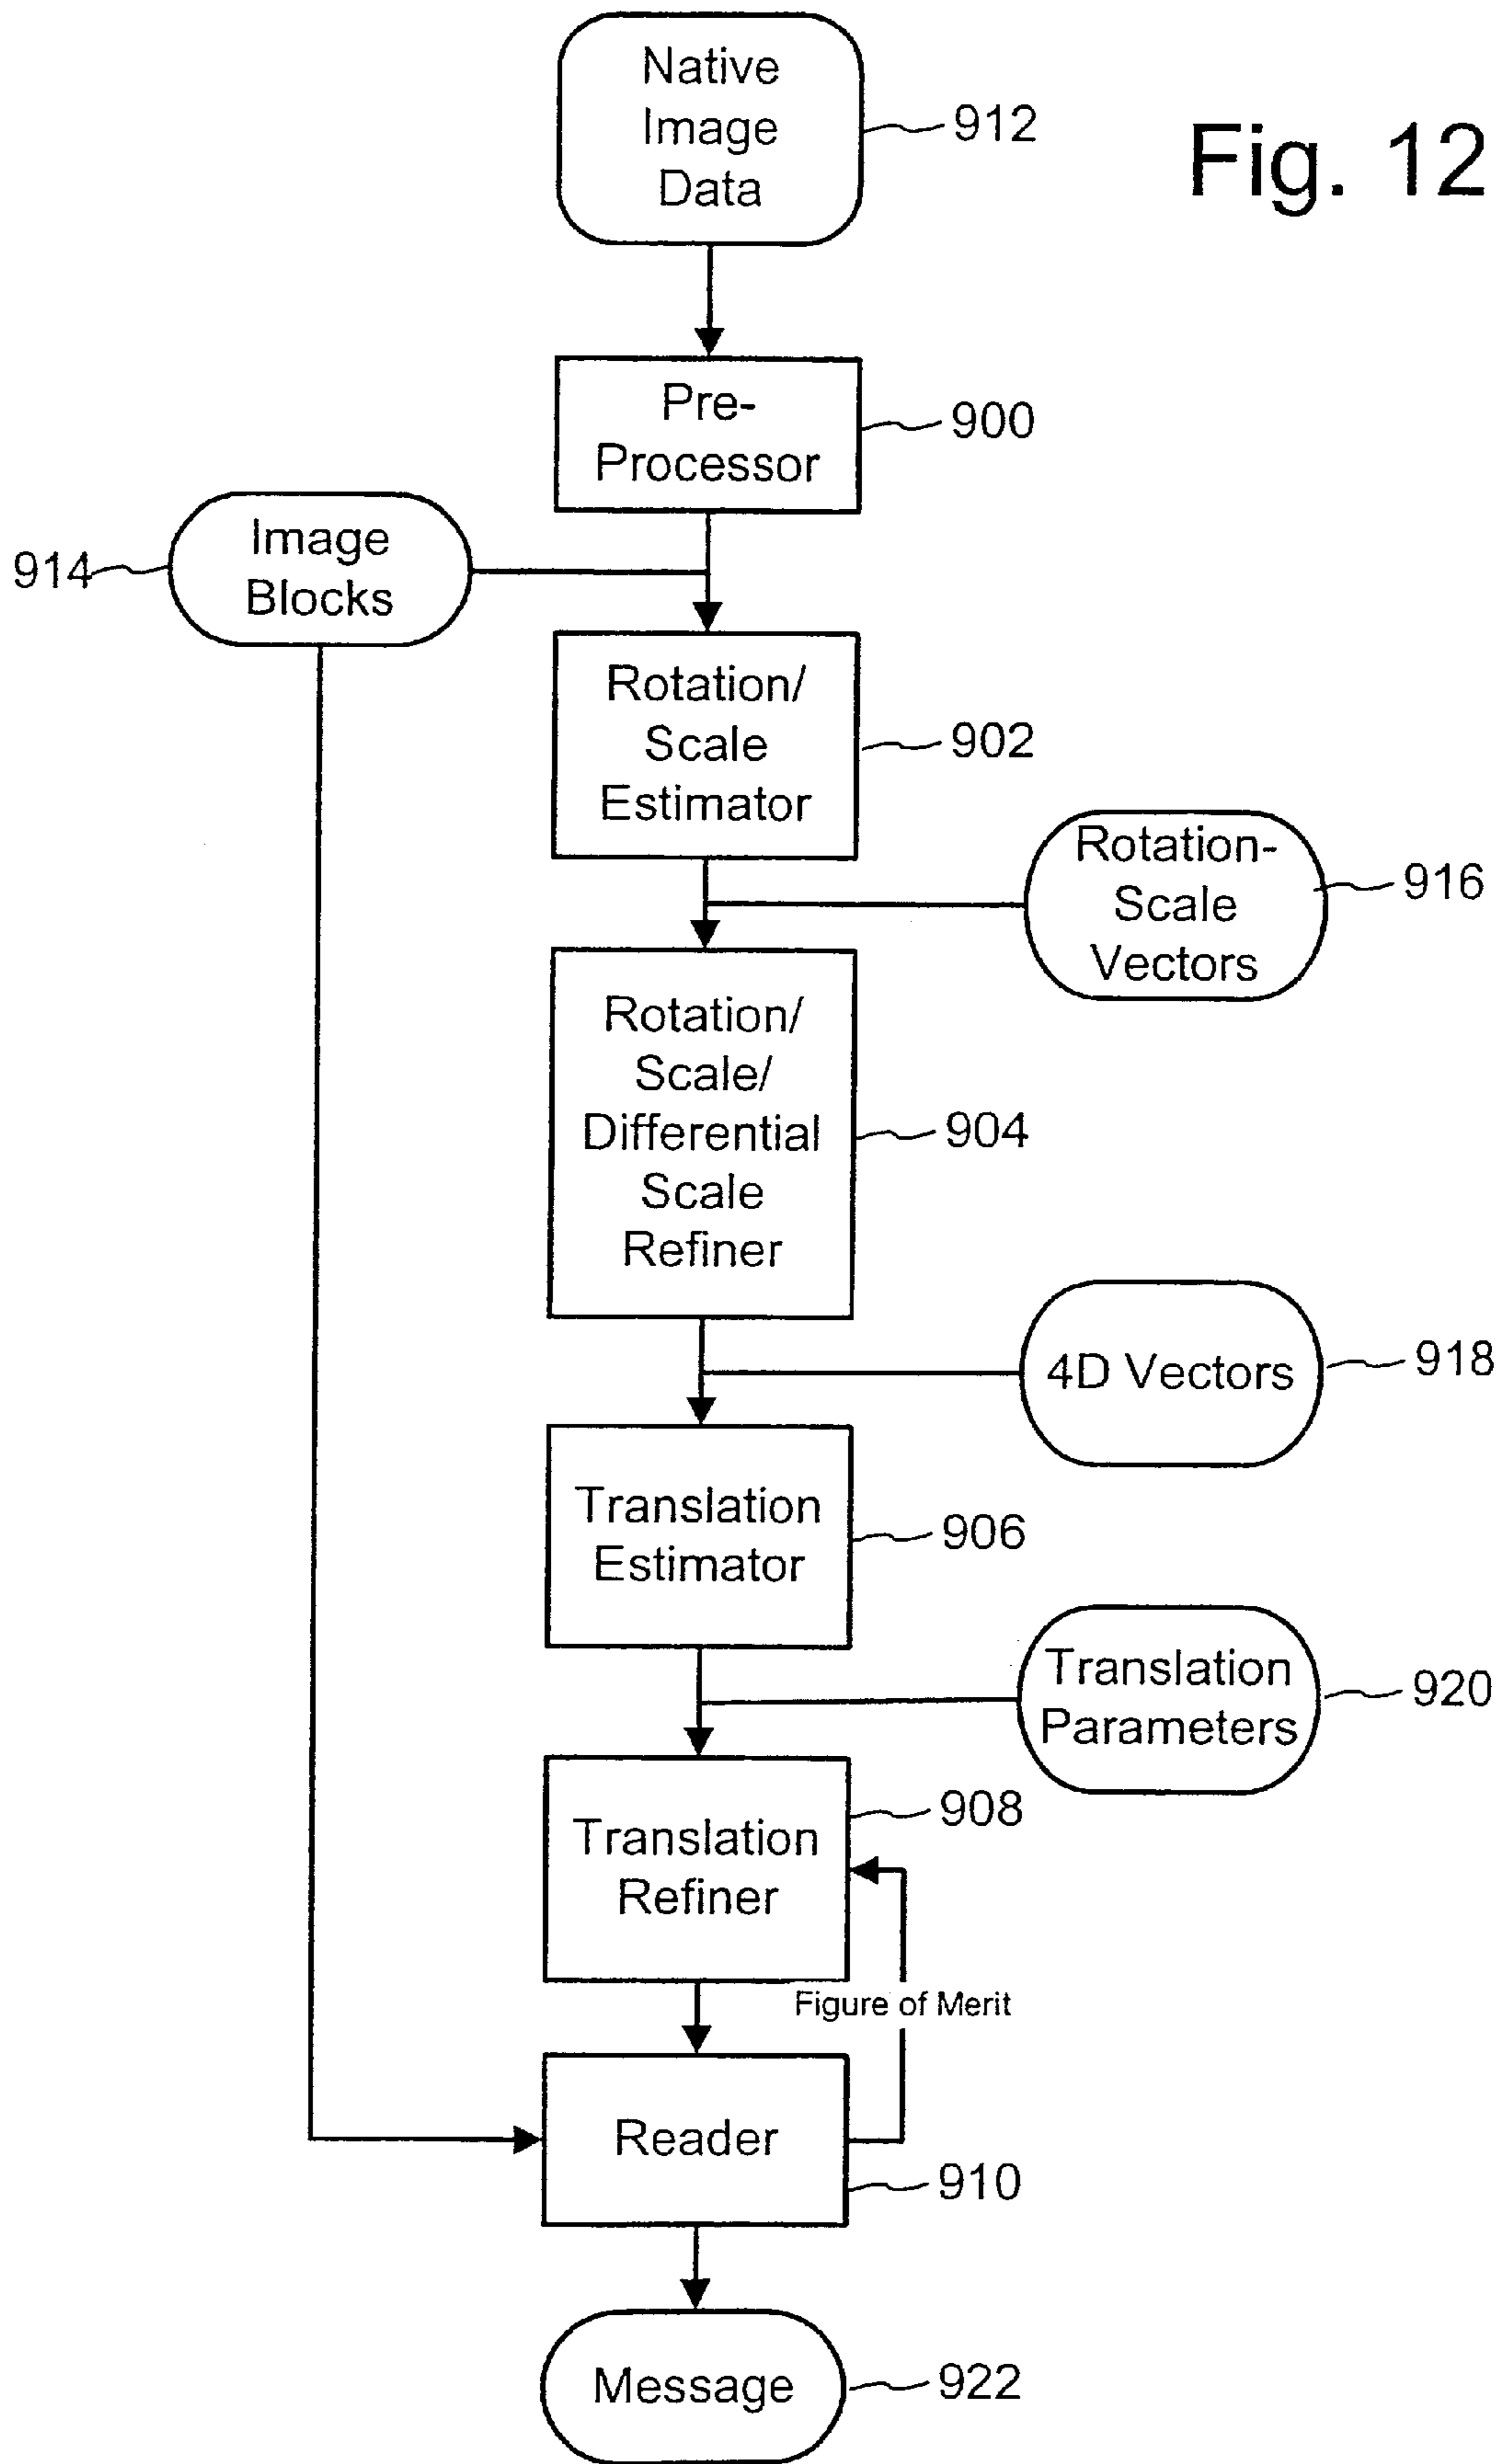 Native
Image
Data
912
Fig. 12
Pre-
Processor
900
Image
Blocks
914
Rotation/
Scale
Estimator
902
Rotation-
Scale
Vectors
916
Rotation/
Scale/
Differential
Scale
Refiner
904
4D Vectors
918
Translation
Estimator
906
Translation
Parameters
920
Translation
Refiner
908
Figure of Merit
Reader
910
Message
922